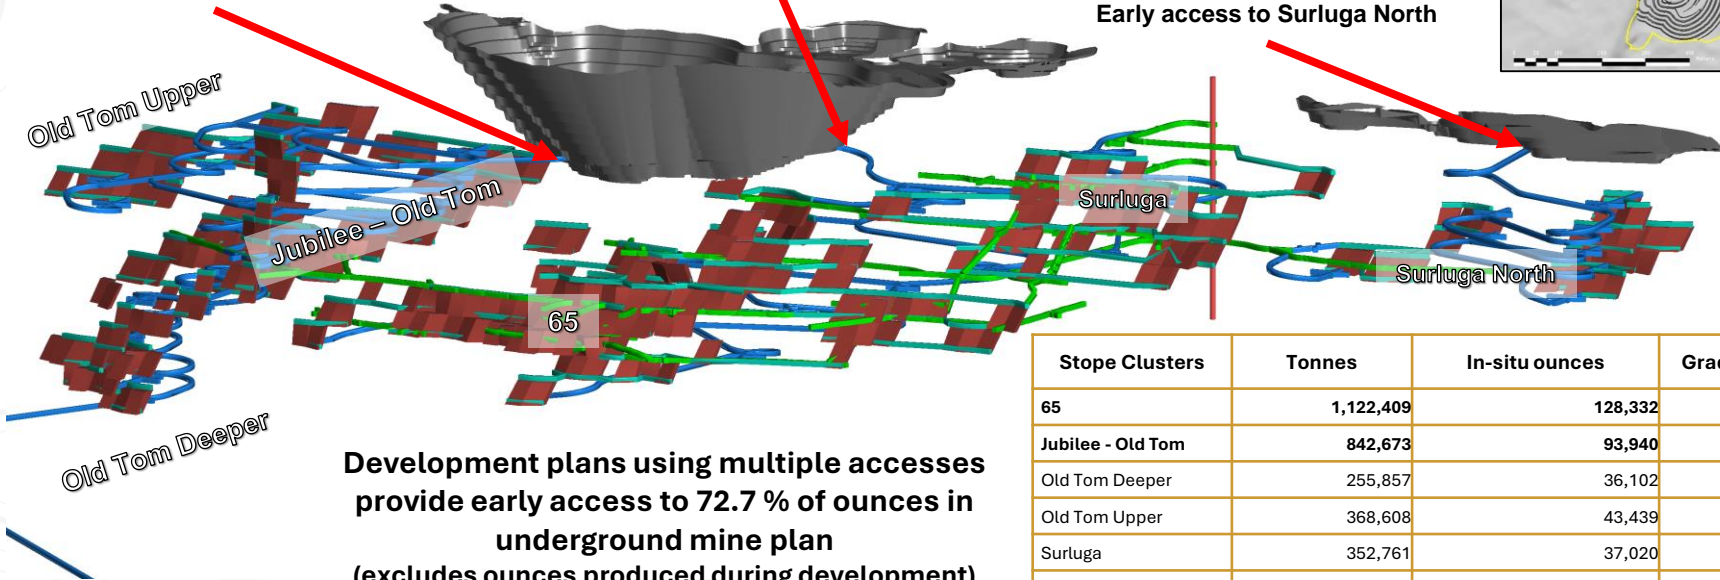 Early access to Surluga North
Old Tom Upper
Jubilee – Old Tom
Surluga
Surluga North
65
Old Tom Deeper
Development plans using multiple accesses
provide early access to 72.7 % of ounces in
underground mine plan
(excludes ounces produced during development)
Stope Clusters Tonnes In-situ ounces
65 1,122,409 128,332
Jubilee - Old Tom 842,673 93,940
Old Tom Deeper 255,857 36,102
Old Tom Upper 368,608 43,439
Surluga 352,761 37,020